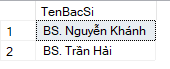 TenBacSi
1 BS. Nguyễn Khánh
2 BS. Trần Hải